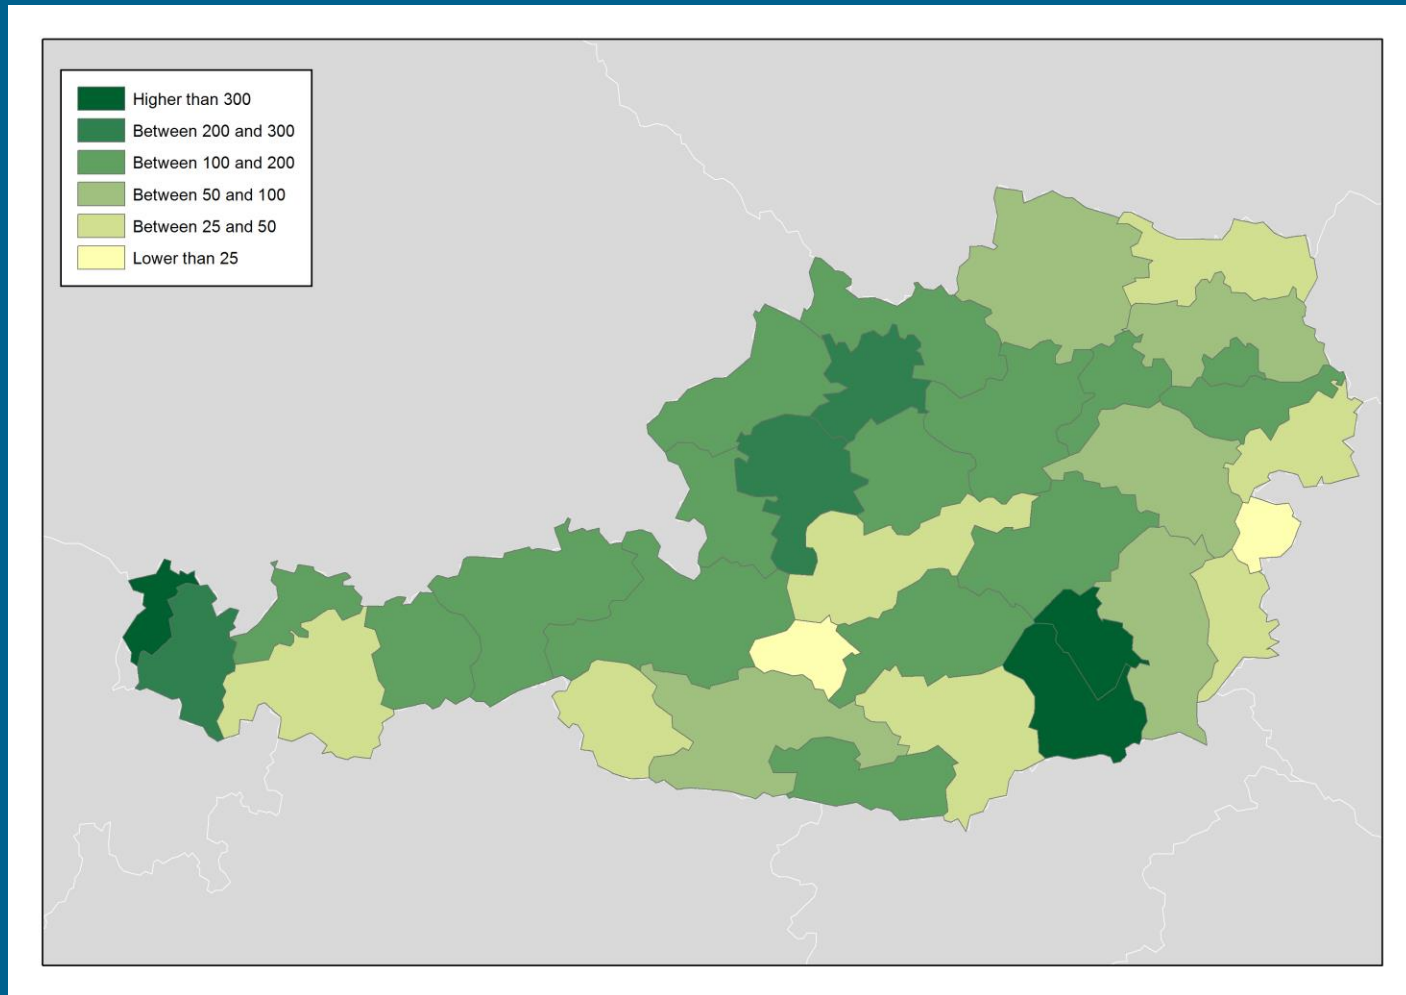 Higher than 300
Between 200 and 300
Between 100 and 200
Between 50 and 100
Between 25 and 50
Lower than 25